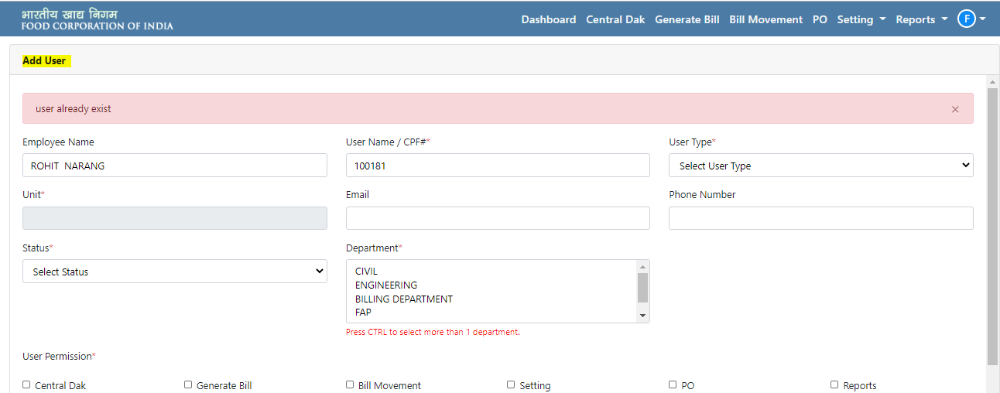 भारतीय खाद्य निगम
FOOD CORPORATION OF INDIA
Dashboard Central Dak Generate Bill Bill Movement PO Setting Reports F
Add User
user already exist ×
Employee Name User Name / CPF#* User Type*
ROHIT NARANG 100181 Select User Type
Unit* Email Phone Number
Status* Department*
Select Status CIVIL
ENGINEERING
BILLING DEPARTMENT
FAP
Press CTRL to select more than 1 department.
User Permission*
Central Dak Generate Bill Bill Movement Setting PO Reports